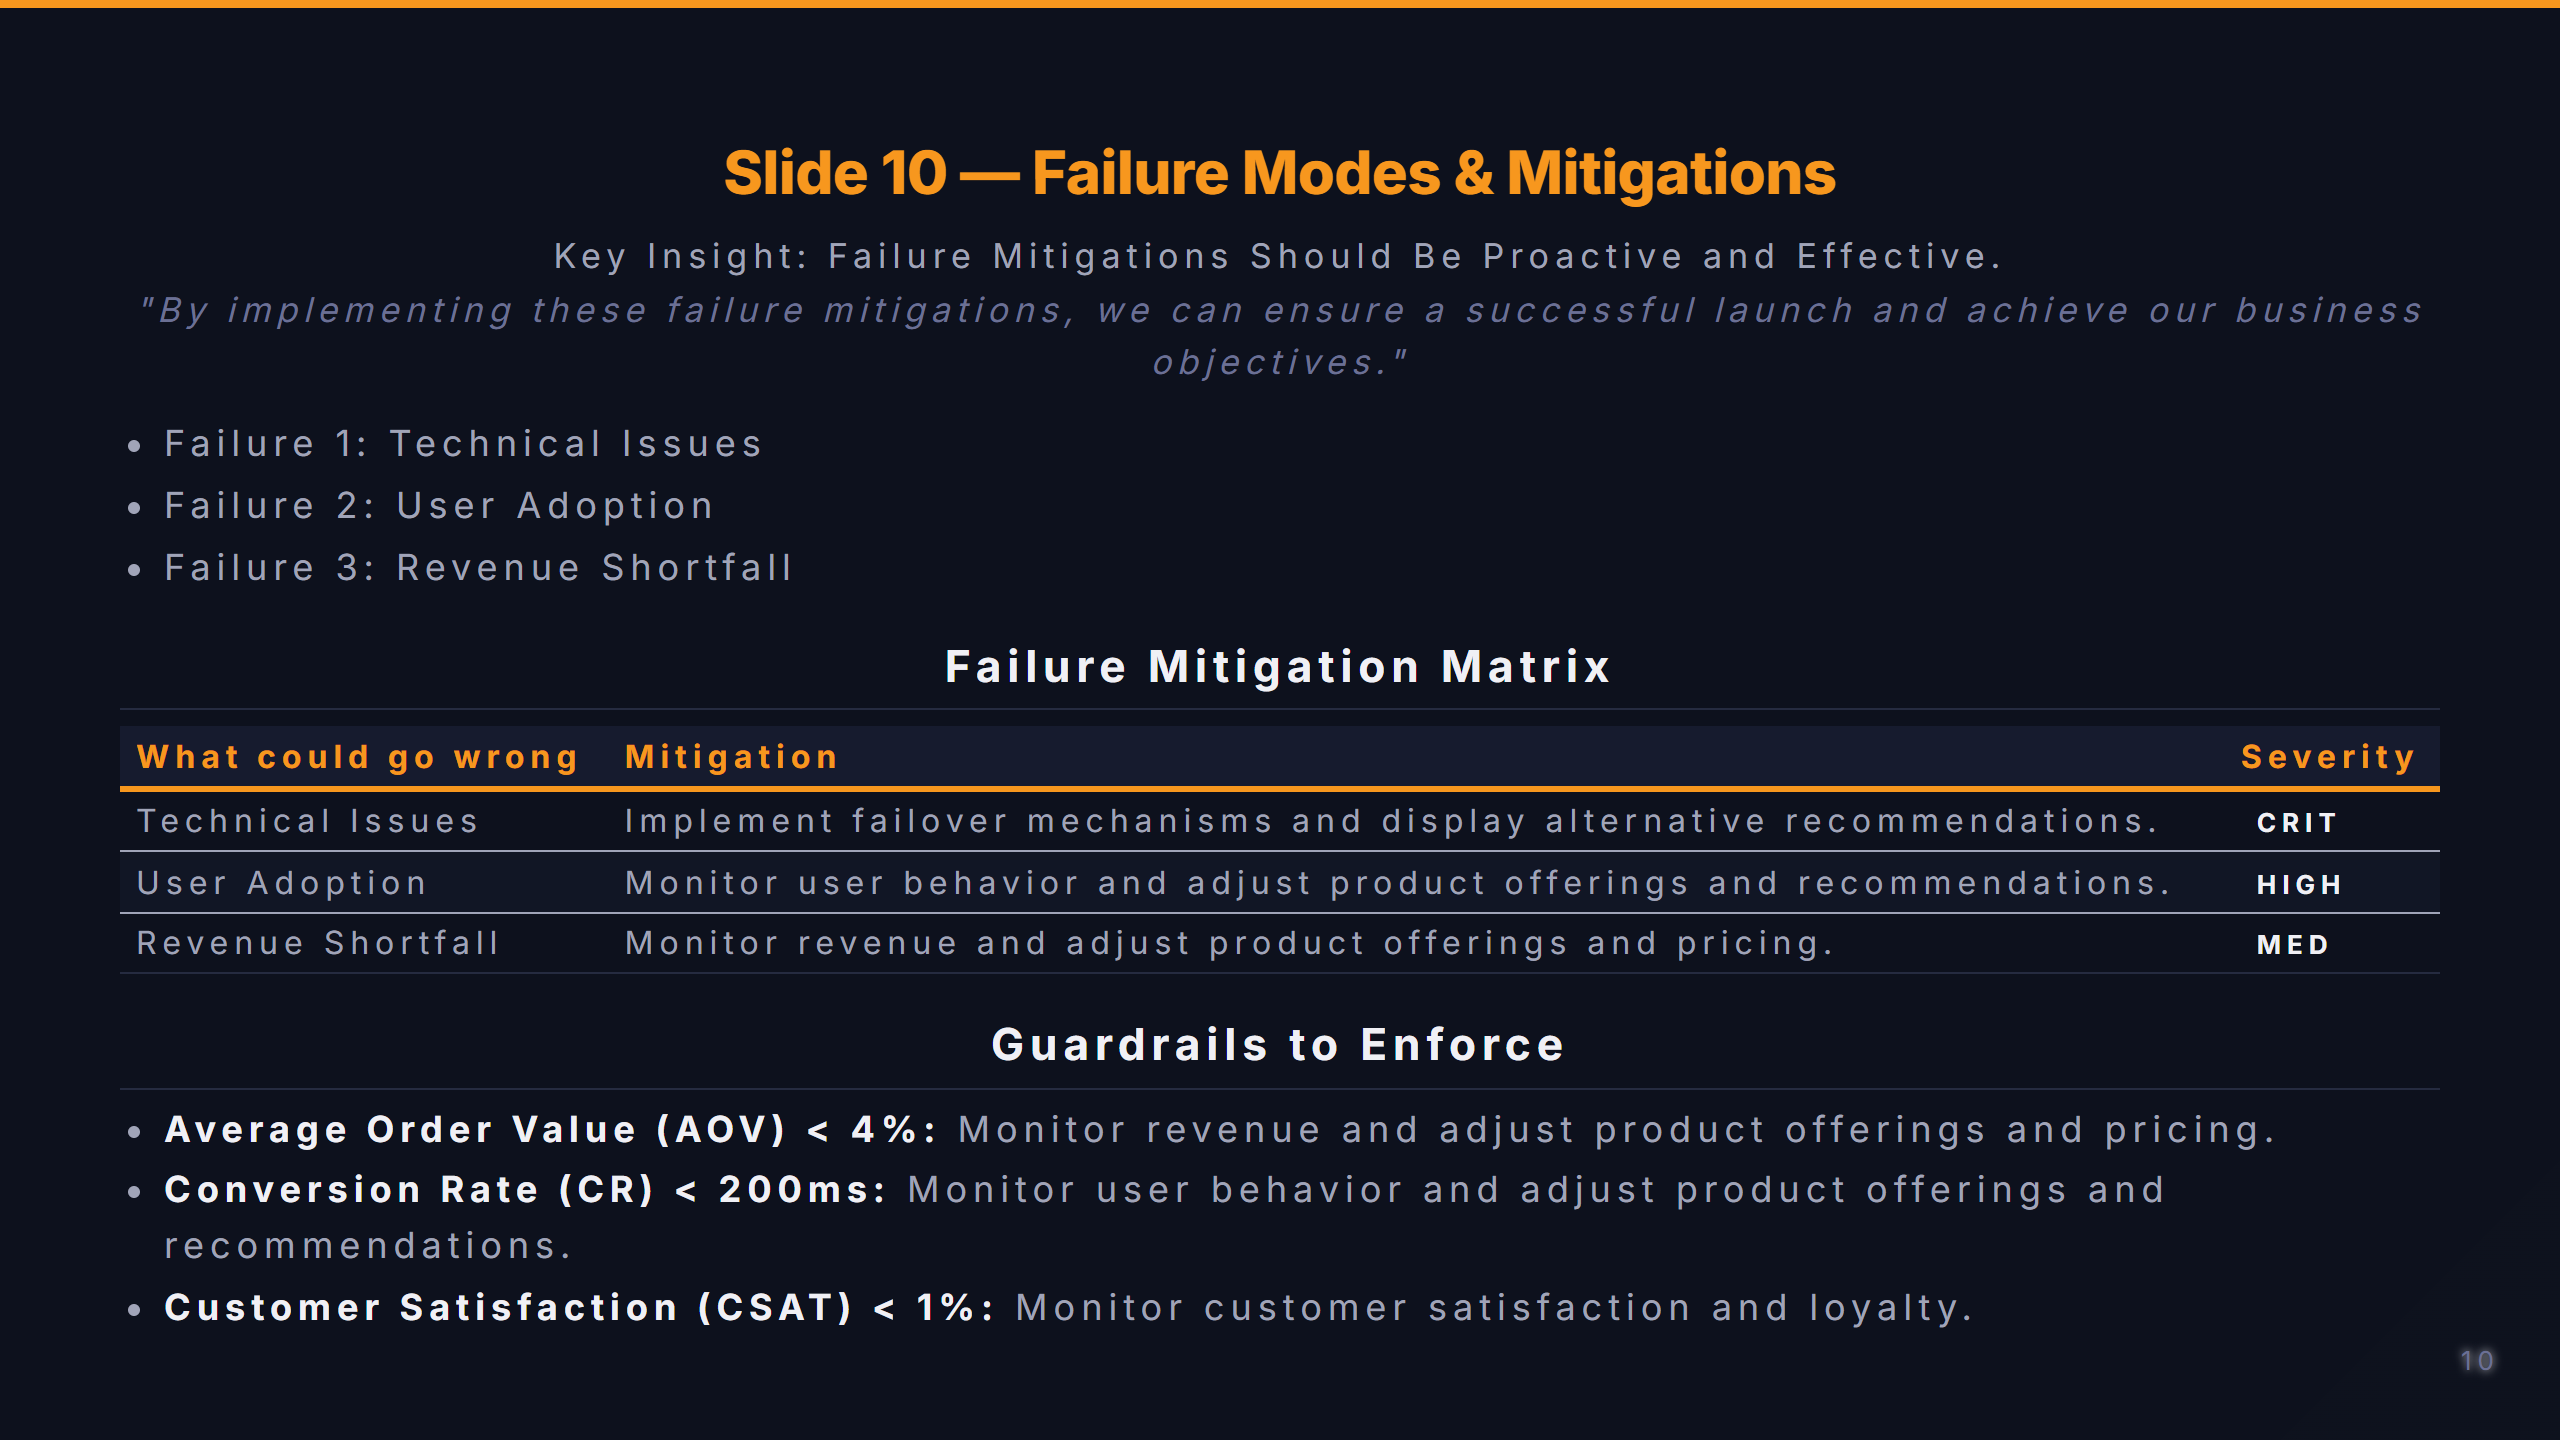 Slide 10 — Failure Modes & Mitigations
Key Insight: Failure Mitigations Should Be Proactive and Effective.
"By implementing these failure mitigations, we can ensure a successful launch and achieve our business
objectives."
• Failure 1: Technical Issues
• Failure 2: User Adoption
• Failure 3: Revenue Shortfall
Failure Mitigation Matrix
What could go wrong Mitigation Severity
Technical Issues Implement failover mechanisms and display alternative recommendations. CRIT
User Adoption Monitor user behavior and adjust product offerings and recommendations. HIGH
Revenue Shortfall Monitor revenue and adjust product offerings and pricing. MED
Guardrails to Enforce
• Average Order Value (AOV) < 4%: Monitor revenue and adjust product offerings and pricing.
• Conversion Rate (CR) < 200ms: Monitor user behavior and adjust product offerings and
recommendations.
• Customer Satisfaction (CSAT) < 1%: Monitor customer satisfaction and loyalty.
10